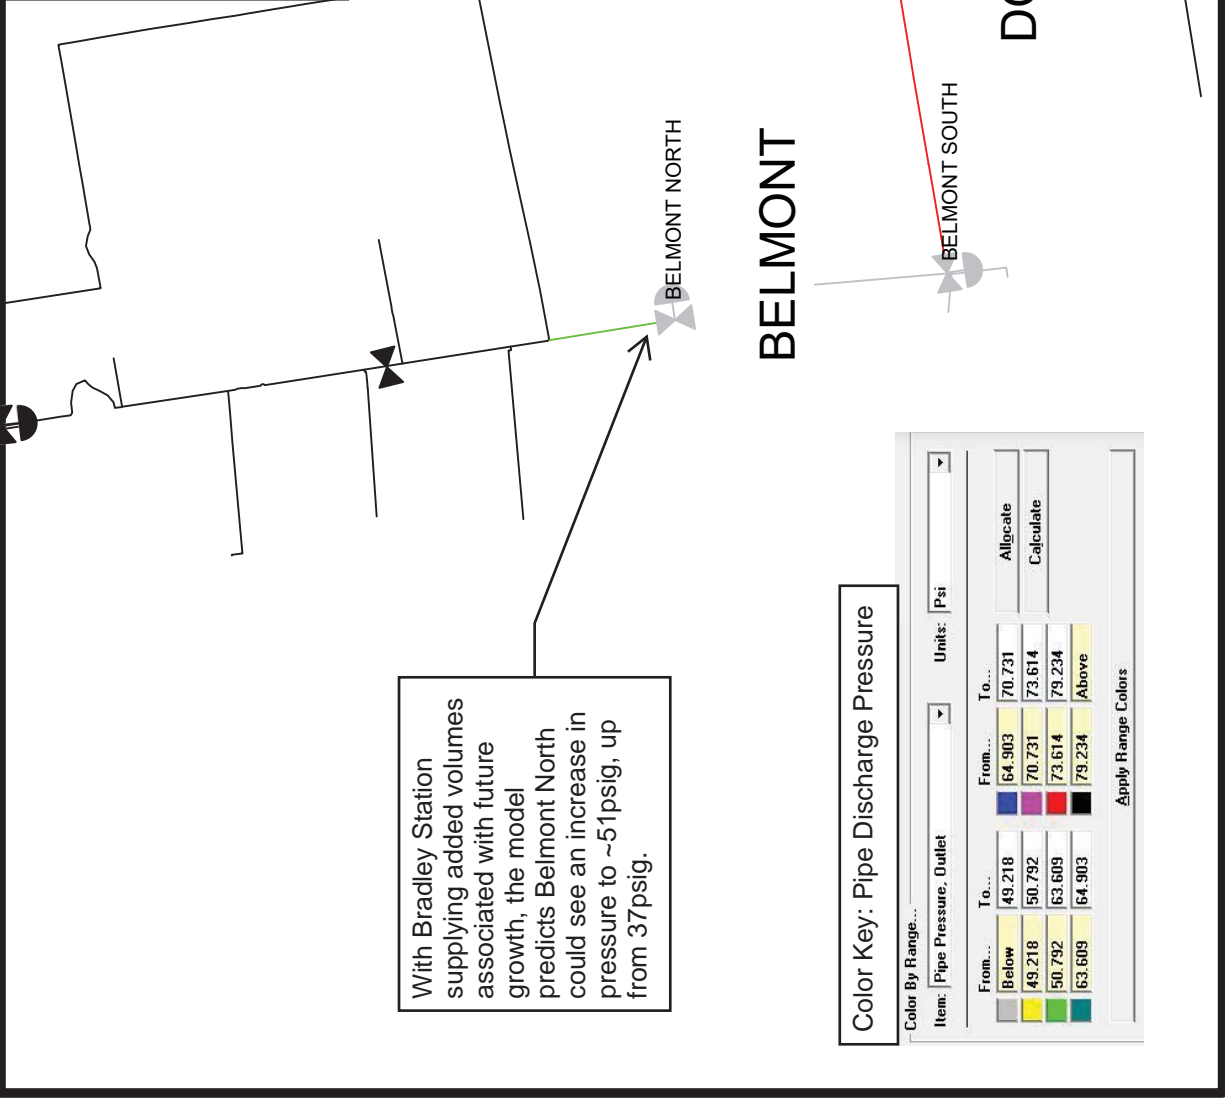 DO
BELMONT SOUTH
BELMONT NORTH
BELMONT
With Bradley Station
supplying added volumes
associated with future
growth, the model
predicts Belmont North
could see an increase in
pressure to ~51psig, up
from 37psig.
Color Key: Pipe Discharge Pressure
Color By Range...
Item: Pipe Pressure, Outlet Units: Psi
From... To... From... To...
Below 49.218 64.903 70.731 Allocate
49.218 50.792 70.731 73.614 Calculate
50.792 63.609 73.614 79.234
63.609 64.903 79.234 Above
Apply Range Colors